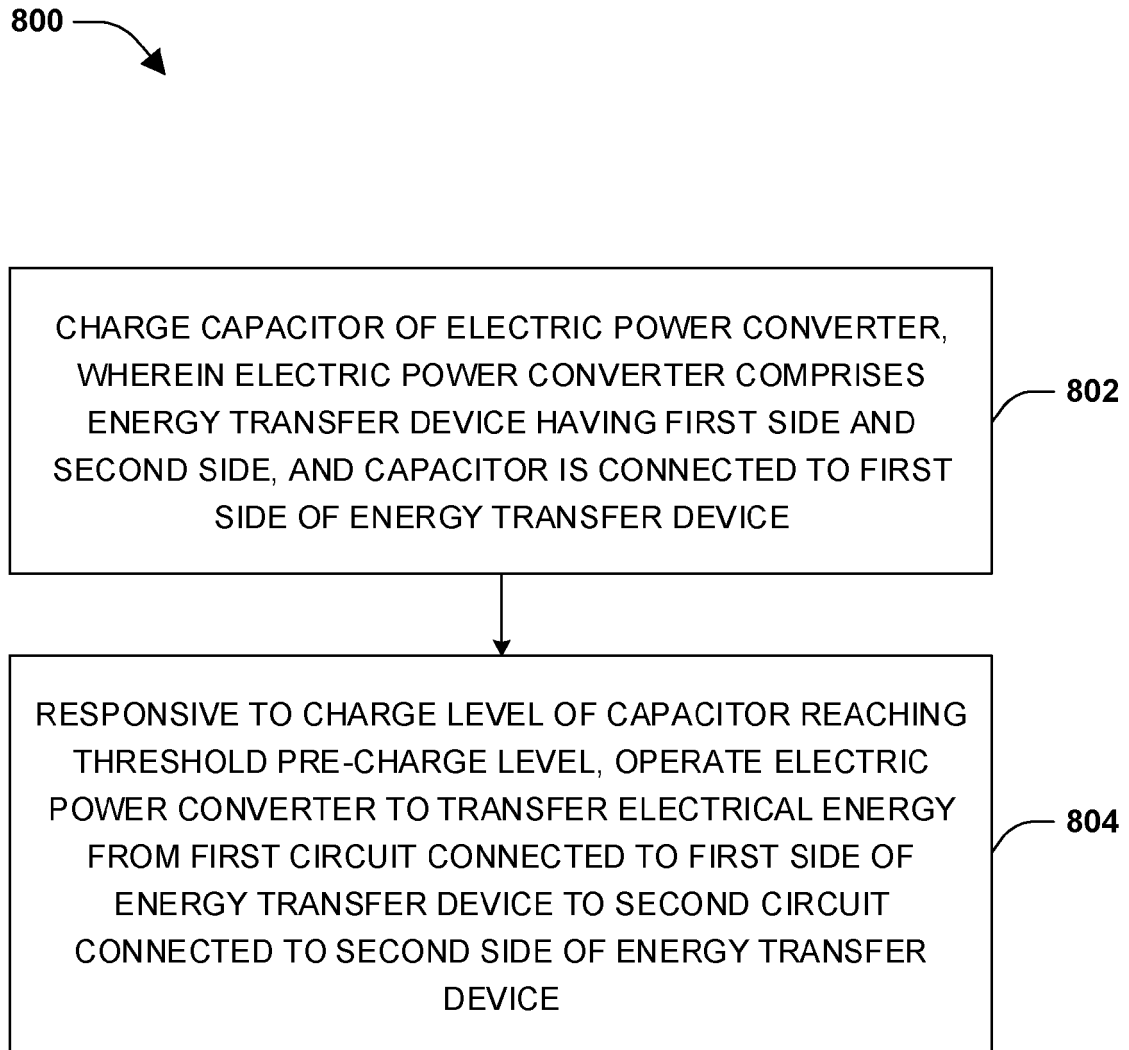 800
CHARGE CAPACITOR OF ELECTRIC POWER CONVERTER,
WHEREIN ELECTRIC POWER CONVERTER COMPRISES
ENERGY TRANSFER DEVICE HAVING FIRST SIDE AND
SECOND SIDE, AND CAPACITOR IS CONNECTED TO FIRST
SIDE OF ENERGY TRANSFER DEVICE
802
RESPONSIVE TO CHARGE LEVEL OF CAPACITOR REACHING
THRESHOLD PRE-CHARGE LEVEL, OPERATE ELECTRIC
POWER CONVERTER TO TRANSFER ELECTRICAL ENERGY
FROM FIRST CIRCUIT CONNECTED TO FIRST SIDE OF
ENERGY TRANSFER DEVICE TO SECOND CIRCUIT
CONNECTED TO SECOND SIDE OF ENERGY TRANSFER
DEVICE
804